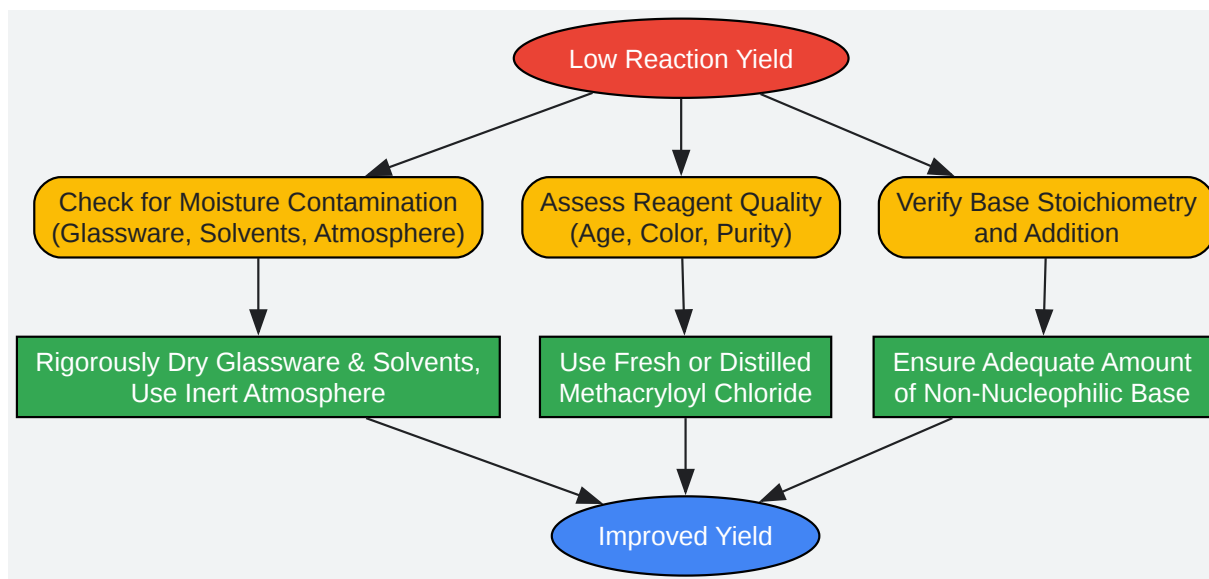 Low Reaction Yield
Check for Moisture Contamination
(Glassware, Solvents, Atmosphere)
Assess Reagent Quality
(Age, Color, Purity)
Verify Base Stoichiometry
and Addition
Rigorously Dry Glassware & Solvents,
Use Inert Atmosphere
Use Fresh or Distilled
Methacryloyl Chloride
Ensure Adequate Amount
of Non-Nucleophilic Base
Improved Yield